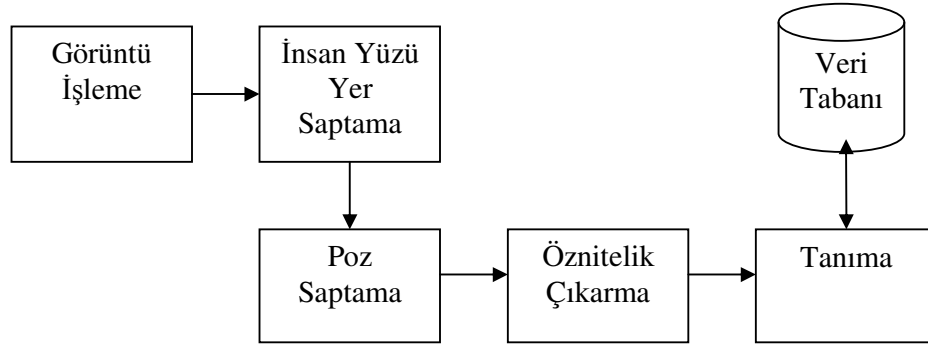 Görüntü
İşleme
İnsan Yüzü
Yer
Saptama
Veri
Tabanı
Poz
Saptama
Öznitelik
Çıkarma
Tanıma